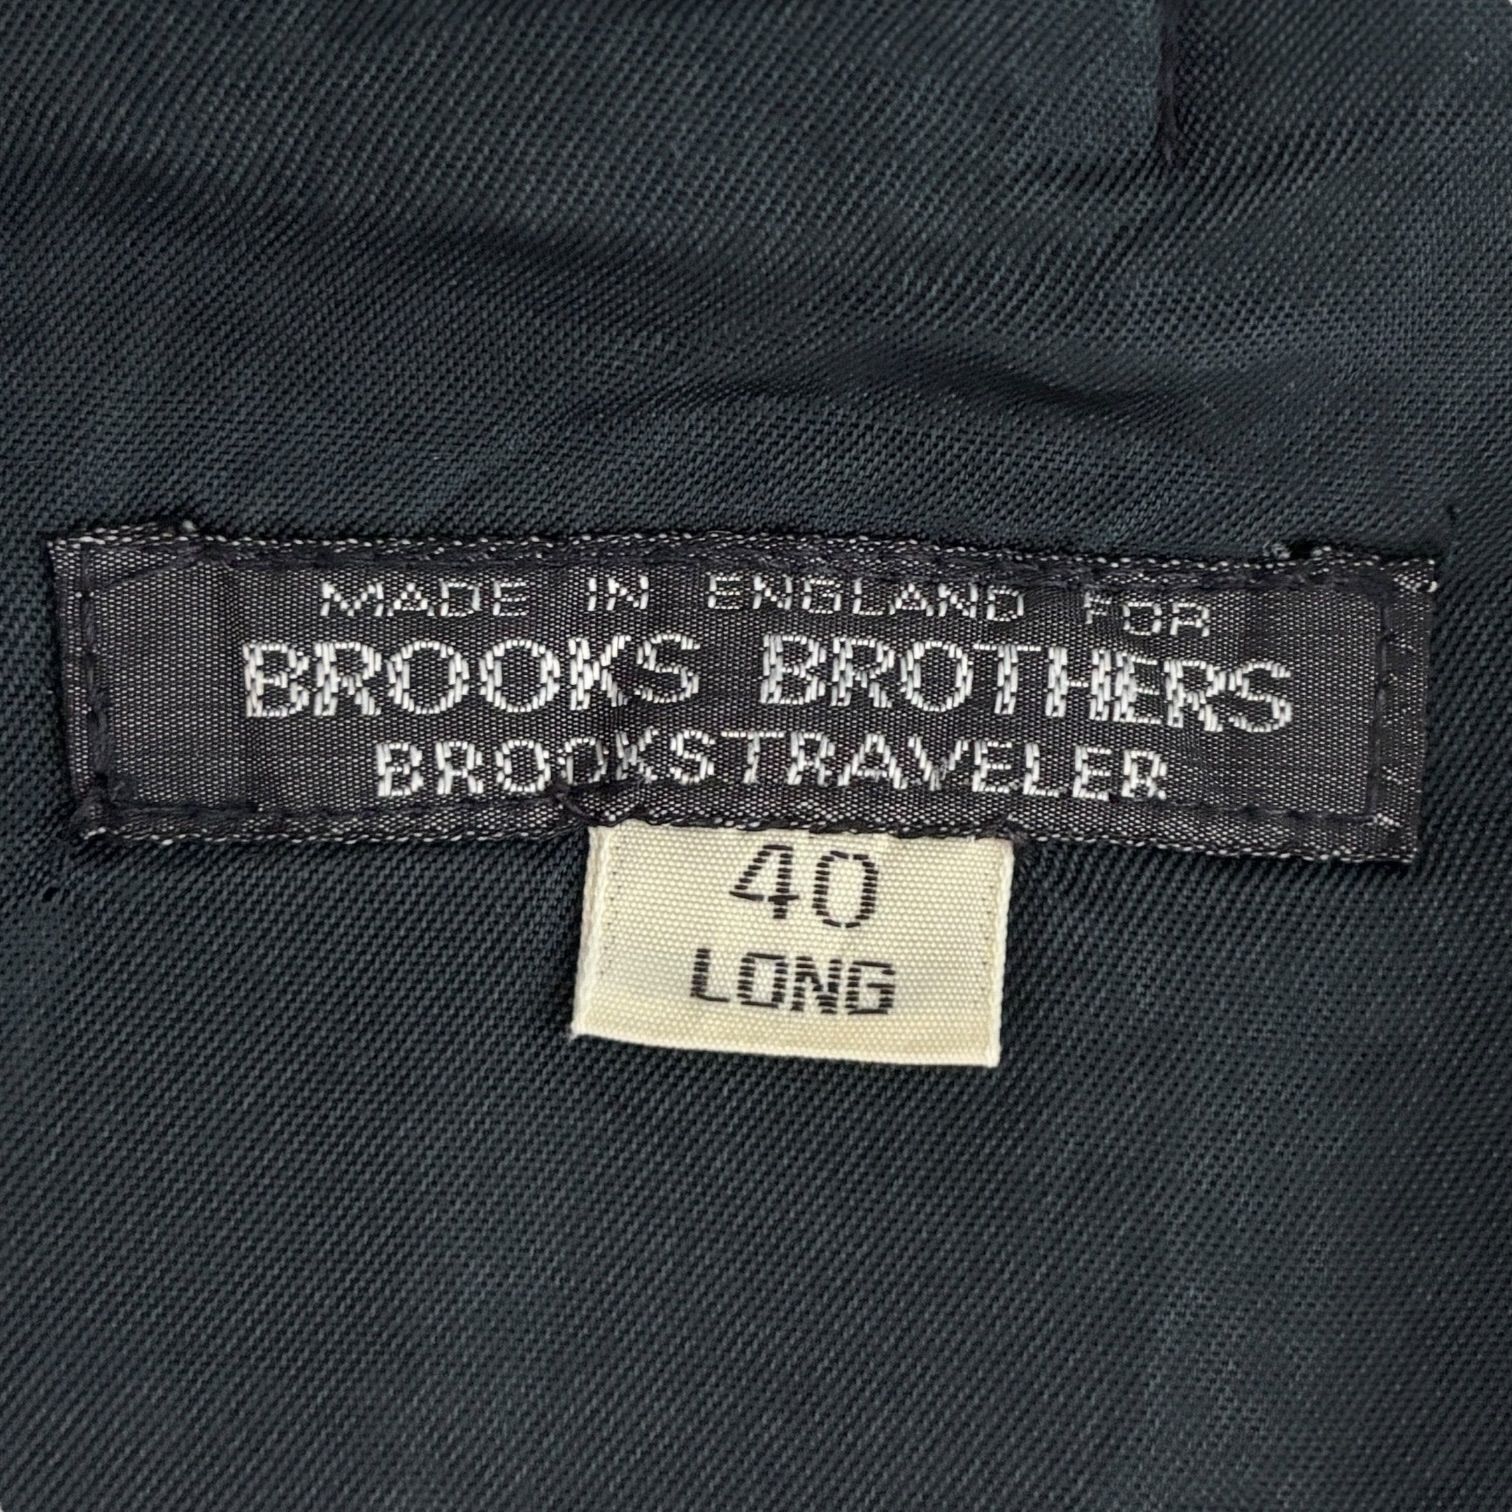 MADE IN ENGLAND FOR
BROOKS BROTHERS
BROOKSTRAVELER
40
LONG